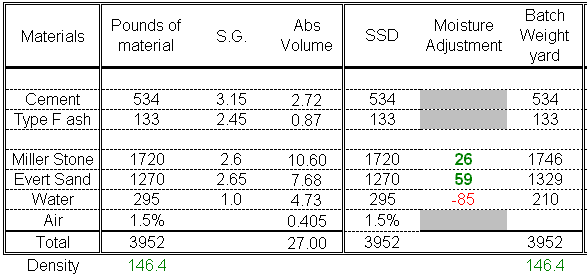 Materials Pounds of material S.G. Abs Volume SSD Moisture Adjustment Batch Weight yard
Cement 534 3.15 2.72 534 534
Type F ash 133 2.45 0.87 133 133
Miller Stone 1720 2.6 10.60 1720 26 1746
Evert Sand 1270 2.65 7.68 1270 59 1329
Water 295 1.0 4.73 295 -85 210
Air 1.5% 0.405 1.5%
Total 3952 27.00 3952 3952
Density 146.4 146.4